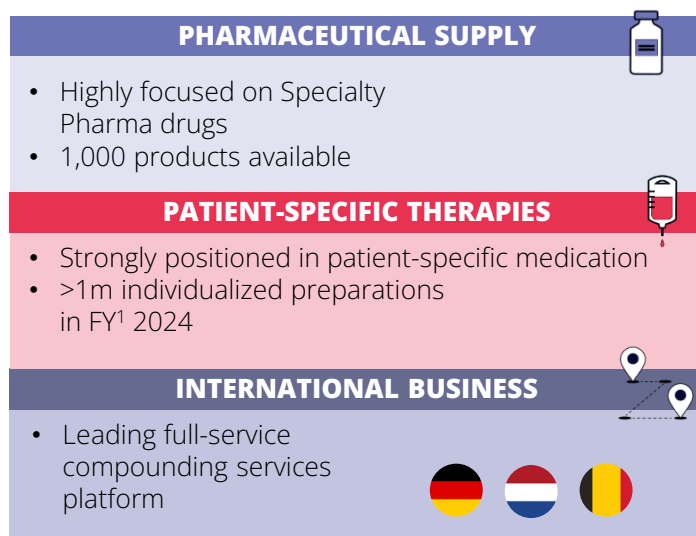 PHARMACEUTICAL SUPPLY
• Highly focused on Specialty
Pharma drugs
• 1,000 products available
PATIENT-SPECIFIC THERAPIES
• Strongly positioned in patient-specific medication
• >1m individualized preparations
in FY¹ 2024
INTERNATIONAL BUSINESS
• Leading full-service
compounding services
platform